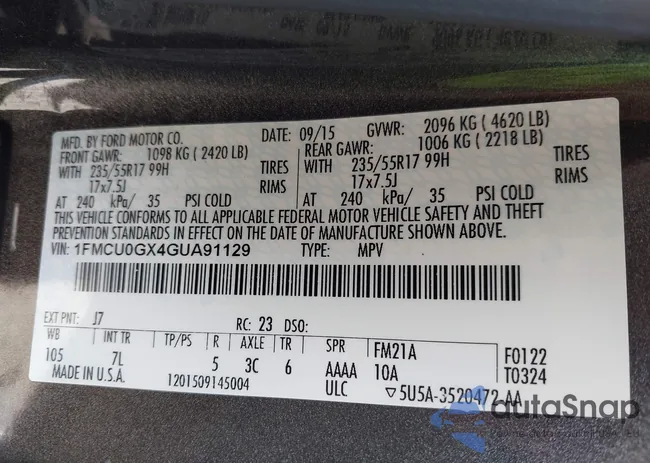 MFD. BY FORD MOTOR CO. DATE: 09/15 GVWR: 2096 KG ( 4620 LB)
FRONT GAWR: 1098 KG ( 2420 LB) REAR GAWR: 1006 KG ( 2218 LB)
WITH 235/55R17 99H TIRES WITH 235/55R17 99H TIRES
17x7.5J RIMS 17x7.5J RIMS
AT 240 kPa/ 35 PSI COLD AT 240 kPa/ 35 PSI COLD
THIS VEHICLE CONFORMS TO ALL APPLICABLE FEDERAL MOTOR VEHICLE SAFETY AND THEFT
PREVENTION STANDARDS IN EFFECT ON THE DATE OF MANUFACTURE SHOWN ABOVE.
VIN: 1FMCU0GX4GUA91129 TYPE: MPV
EXT PNT: J7 RC: 23 DSO:
WB INT TR TP/PS R AXLE TR SPR FM21A F0122
105 7L 5 3C 6 AAAA 10A T0324
MADE IN U.S.A. 1201509145004 ULC ▽5U5A-3520472-AA
autoSnap